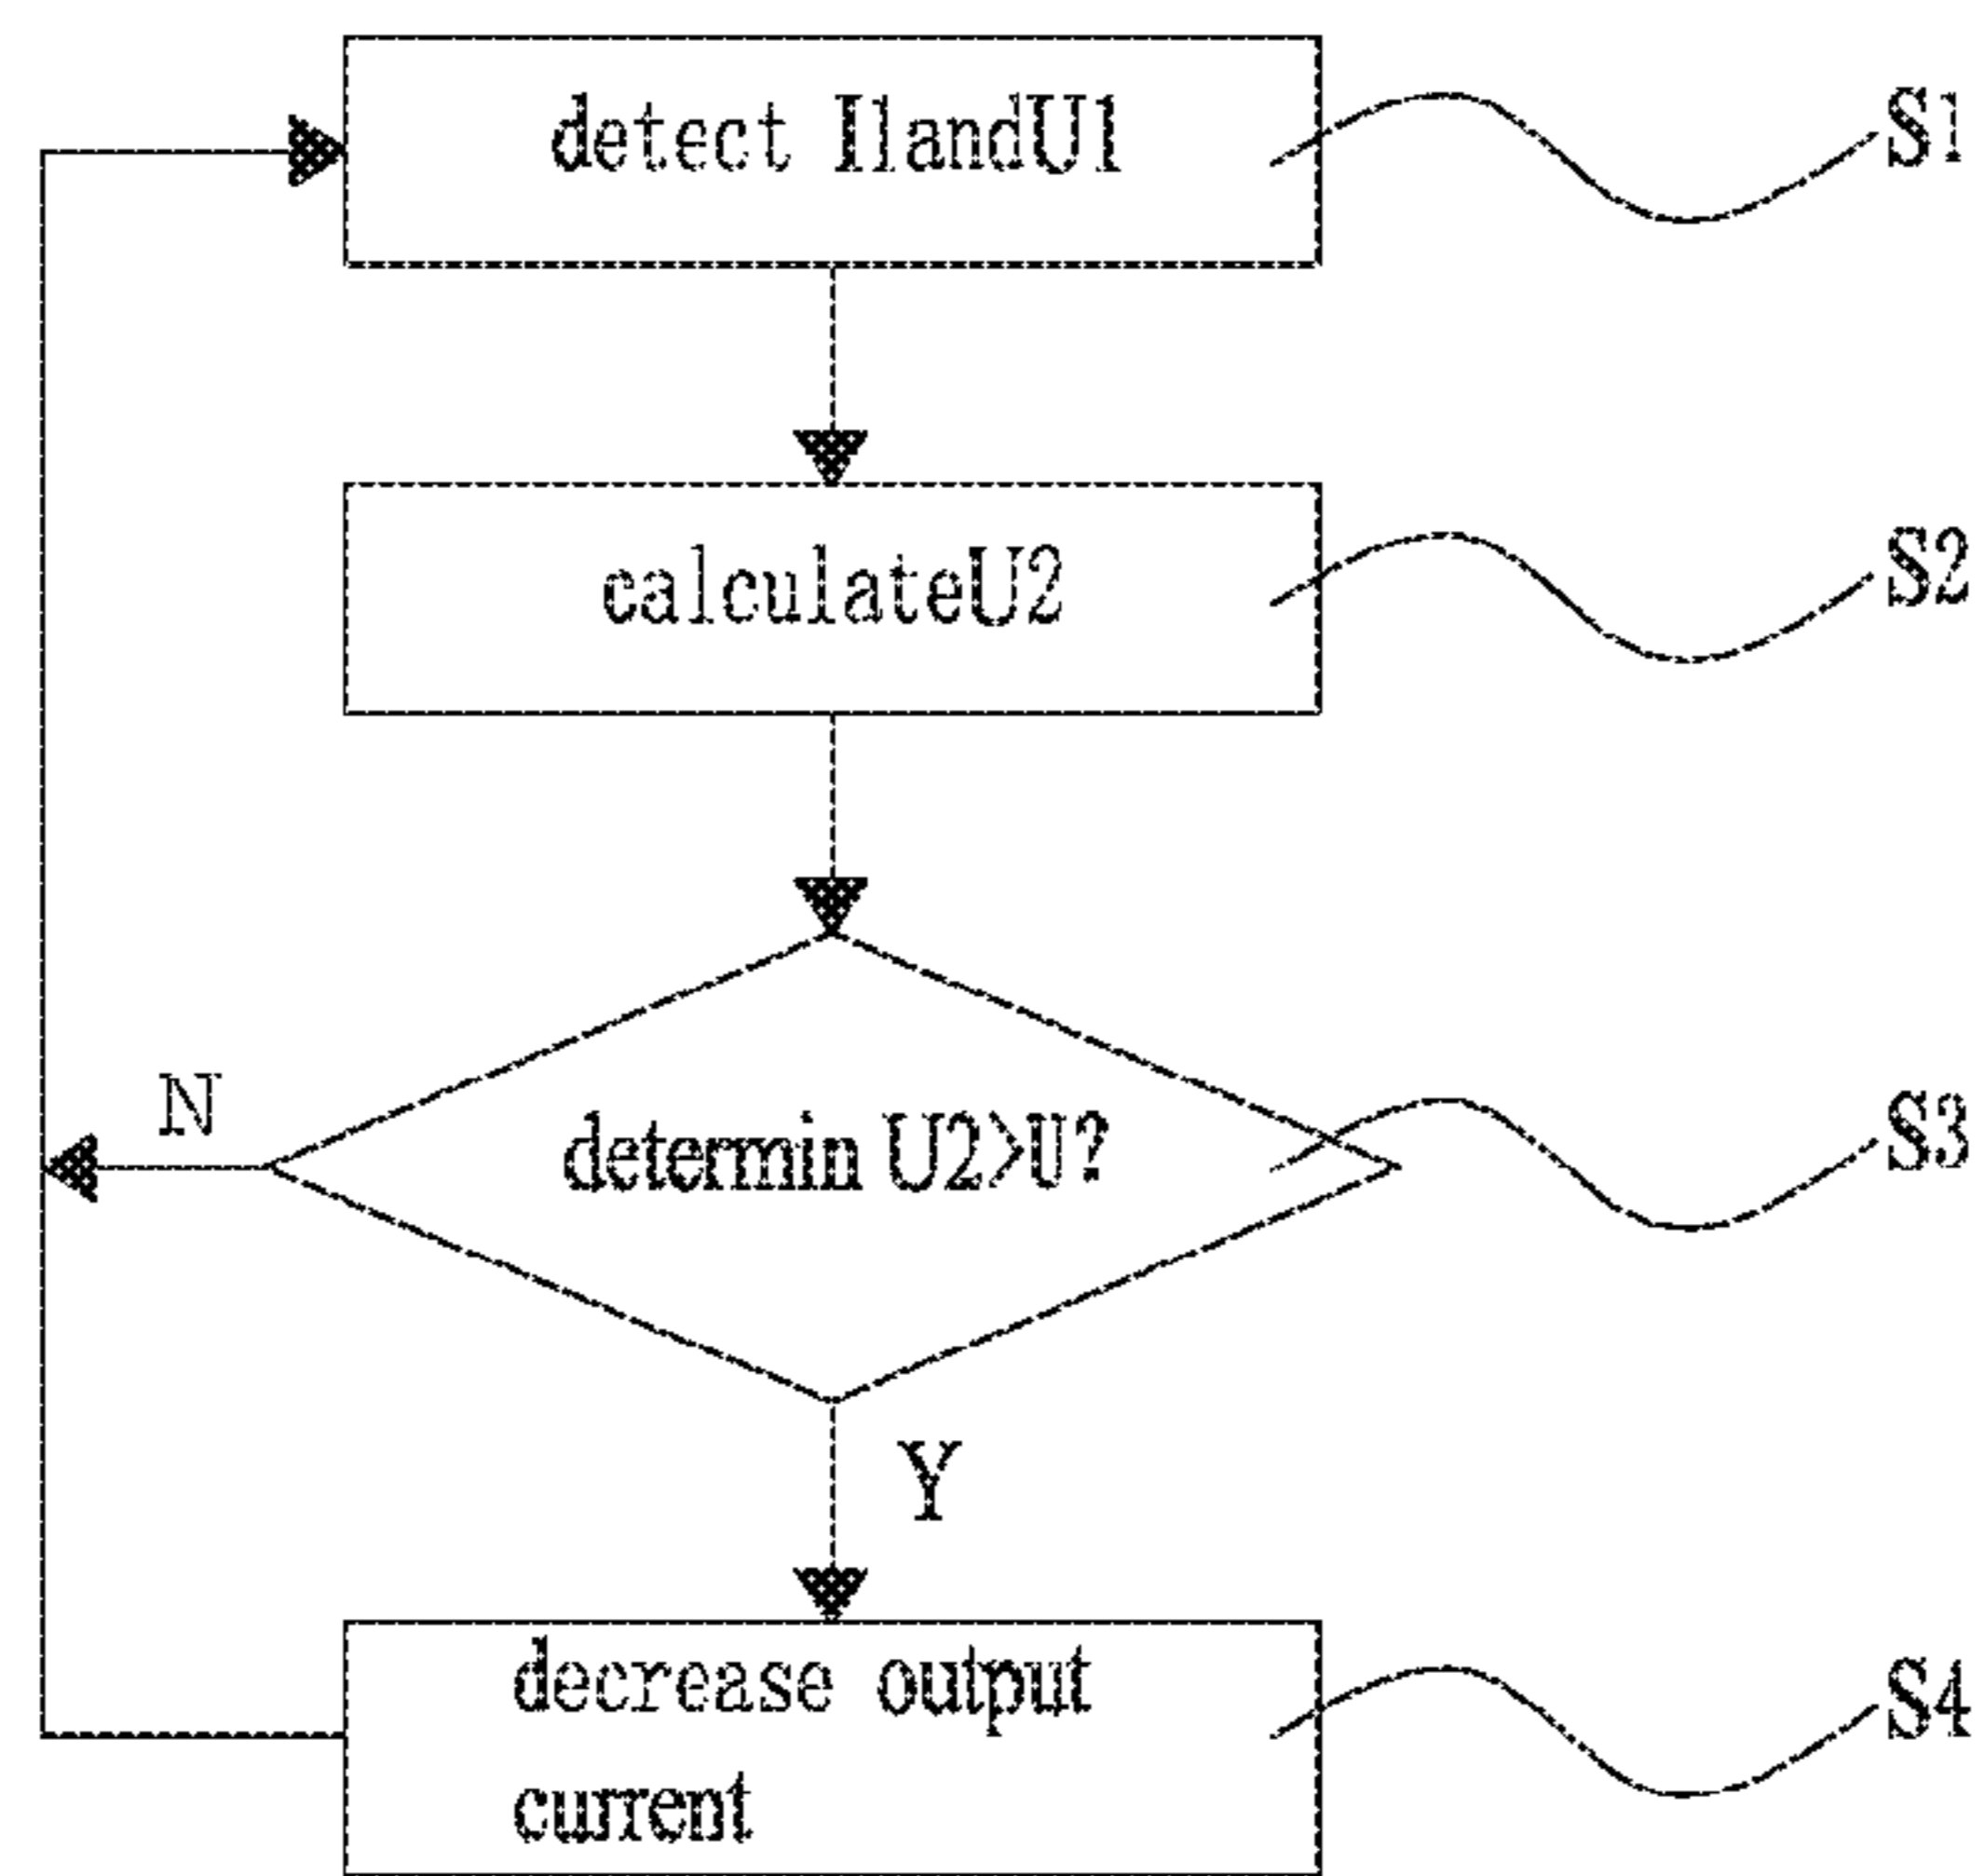 detect I1andU1
S1
calculateU2
S2
N
determin U2>U?
S3
Y
decrease output
current
S4